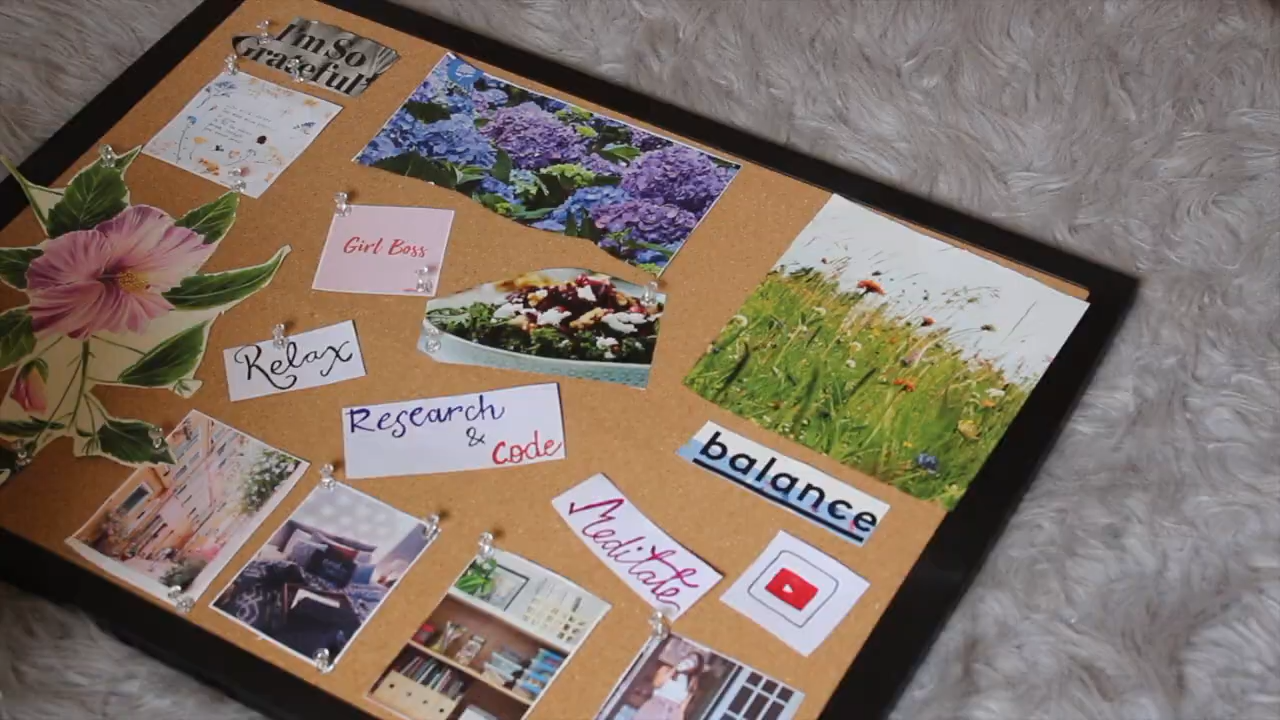 I'm So
Grateful
Girl Boss
Relax
Research
&
Code
balance
Meditate